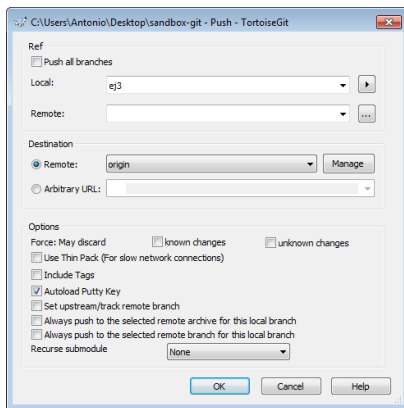 C:\Users\Antonio\Desktop\sandbox-git - Push - TortoiseGit
Ref
Push all branches
Local: ej3
Remote: ...
Destination
Remote: origin Manage
Arbitrary URL:
Options
Force: May discard known changes unknown changes
Use Thin Pack (For slow network connections)
Include Tags
Autoload Putty Key
Set upstream/track remote branch
Always push to the selected remote archive for this local branch
Always push to the selected remote branch for this local branch
Recurse submodule None
OK Cancel Help